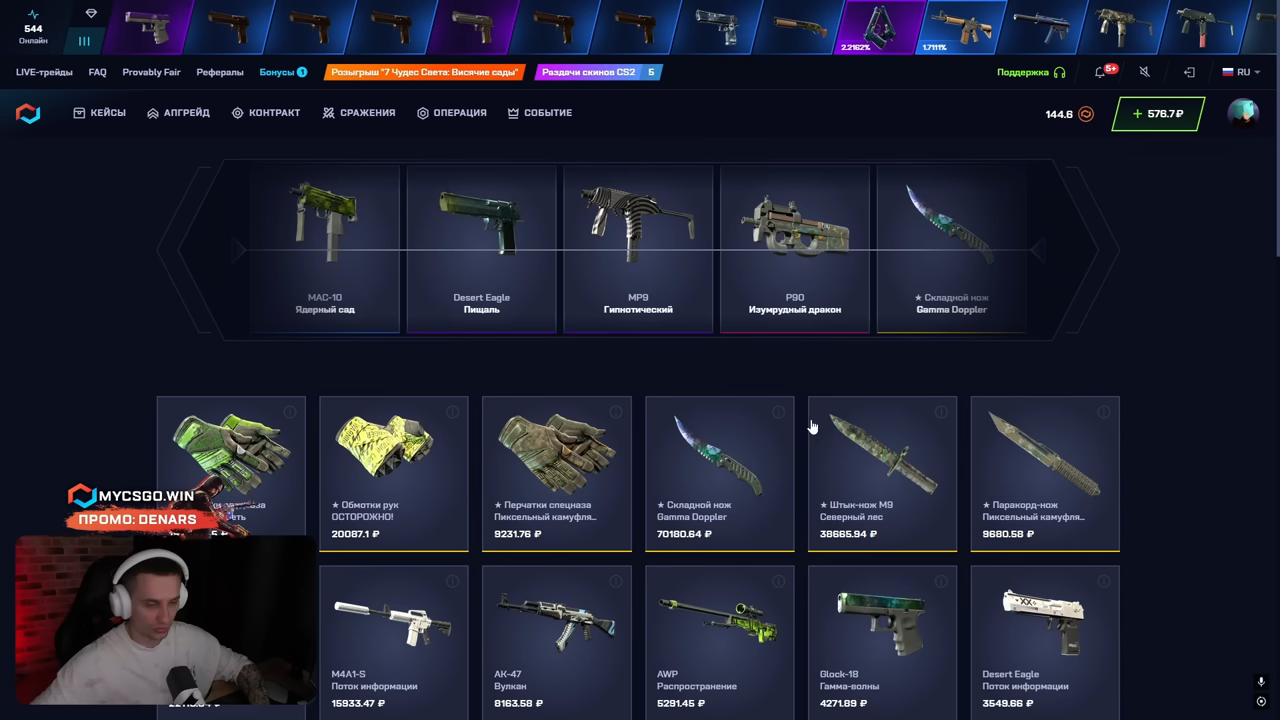 544
Онлайн
2.2162%
1.7111%
LIVE-трейды
FAQ
Provably Fair
Рефералы
Бонусы 1
Розыгрыш "7 Чудес Света: Висячие сады"
Раздачи скинов CS2 5
Поддержка
5+
RU
КЕЙСЫ
АПГРЕЙД
КОНТРАКТ
СРАЖЕНИЯ
ОПЕРАЦИЯ
СОБЫТИЕ
144.6
+ 576.7 ₽
MAC-10
Ядерный сад
Desert Eagle
Пищаль
MP9
Гипнотический
P90
Изумрудный дракон
★ Складной нож
Gamma Doppler
★ Обмотки рук
ОСТОРОЖНО!
20087.1 ₽
★ Перчатки спецназа
Пиксельный камуфля...
9231.76 ₽
★ Складной нож
Gamma Doppler
70180.64 ₽
★ Штык-нож M9
Северный лес
38665.94 ₽
★ Паракорд-нож
Пиксельный камуфля...
9680.58 ₽
MYCSGO.WIN
ПРОМО: DENARS
M4A1-S
Поток информации
15933.47 ₽
AK-47
Вулкан
8163.58 ₽
AWP
Распространение
5291.45 ₽
Glock-18
Гамма-волны
4271.89 ₽
Desert Eagle
Поток информации
3549.66 ₽